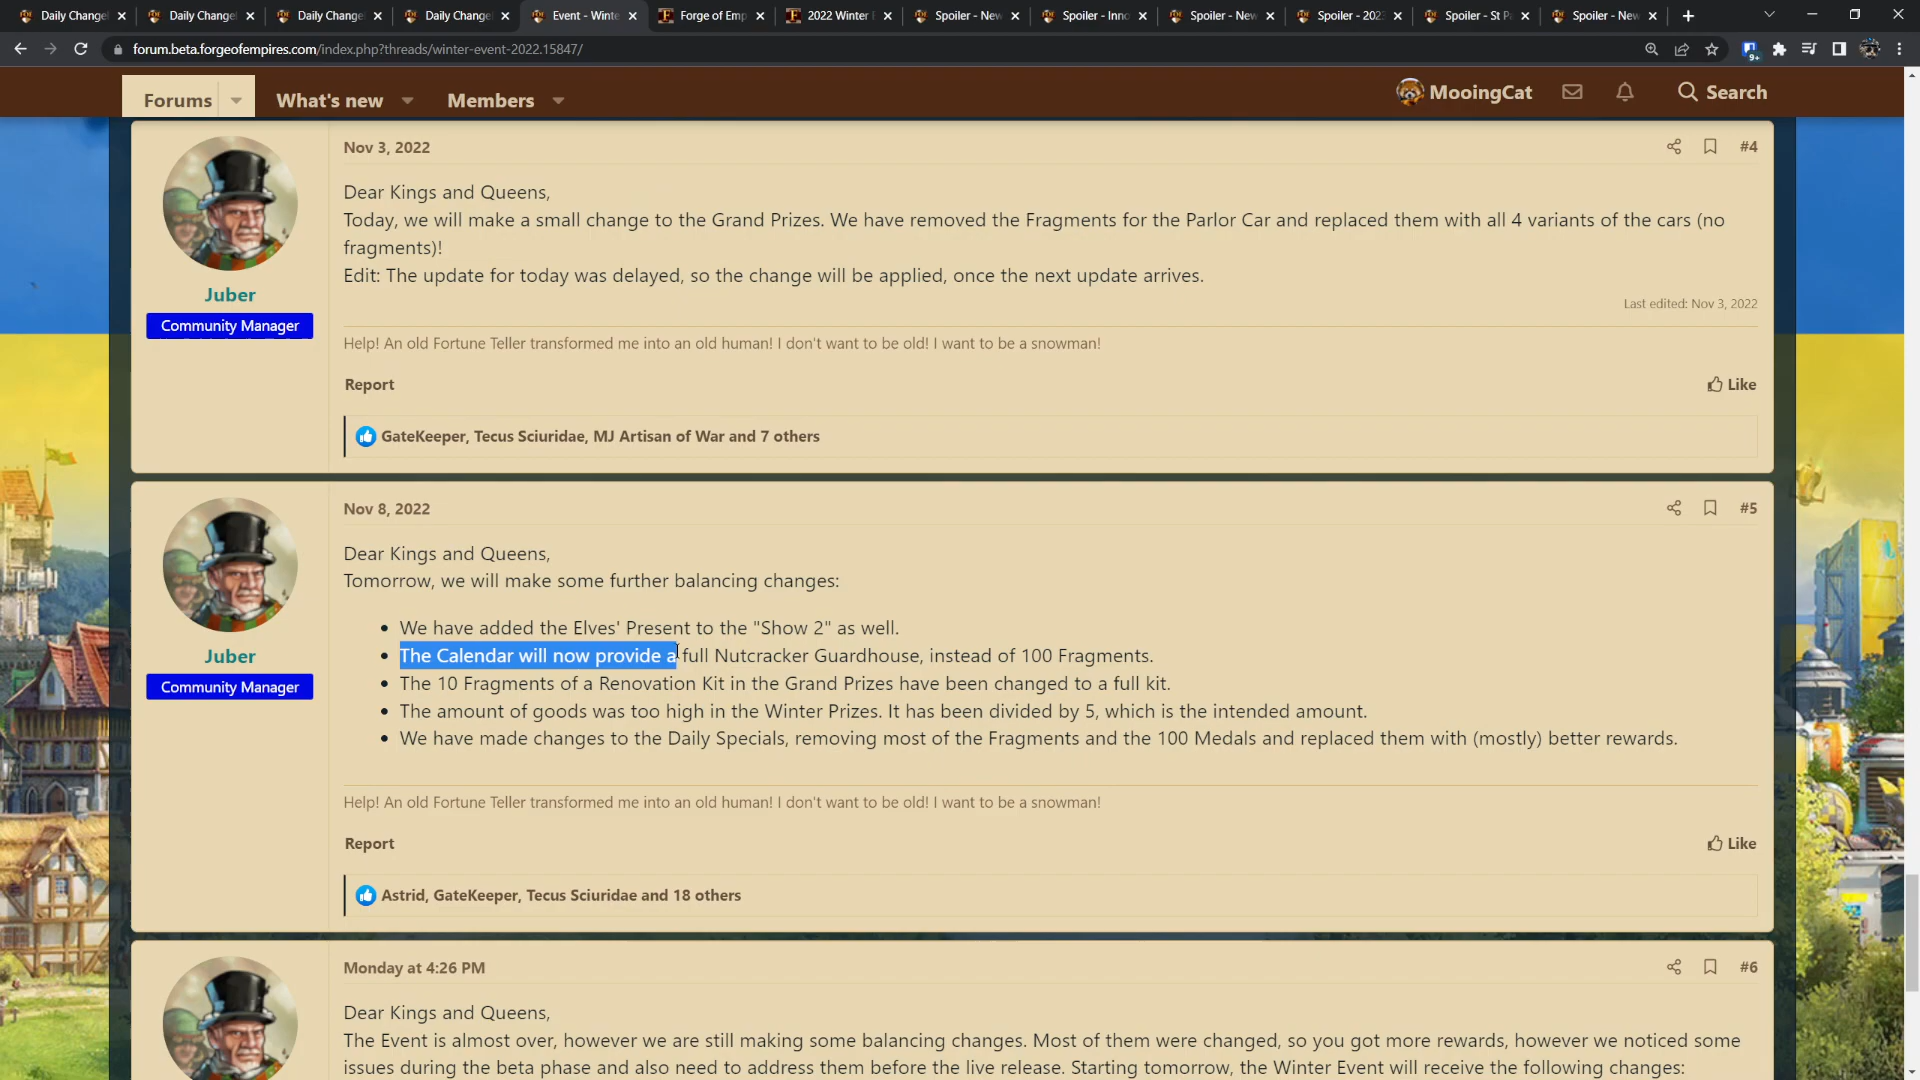 Daily Change
Daily Change
Daily Change
Daily Change
Event - Winte
Forge of Emp
2022 Winter E
Spoiler - New
Spoiler - Inno
Spoiler - New
Spoiler - 202
Spoiler - St Pa
Spoiler - New
forum.beta.forgeofempires.com/index.php?threads/winter-event-2022.15847/
9+
Forums
What's new
Members
MooingCat
Search
Nov 3, 2022
#4
Dear Kings and Queens,
Today, we will make a small change to the Grand Prizes. We have removed the Fragments for the Parlor Car and replaced them with all 4 variants of the cars (no
fragments)!
Edit: The update for today was delayed, so the change will be applied, once the next update arrives.
Juber
Last edited: Nov 3, 2022
Community Manager
Help! An old Fortune Teller transformed me into an old human! I don't want to be old! I want to be a snowman!
Report
Like
GateKeeper, Tecus Sciuridae, MJ Artisan of War and 7 others
Nov 8, 2022
#5
Dear Kings and Queens,
Tomorrow, we will make some further balancing changes:
• We have added the Elves' Present to the "Show 2" as well.
• The Calendar will now provide a full Nutcracker Guardhouse, instead of 100 Fragments.
• The 10 Fragments of a Renovation Kit in the Grand Prizes have been changed to a full kit.
• The amount of goods was too high in the Winter Prizes. It has been divided by 5, which is the intended amount.
• We have made changes to the Daily Specials, removing most of the Fragments and the 100 Medals and replaced them with (mostly) better rewards.
Juber
Community Manager
Help! An old Fortune Teller transformed me into an old human! I don't want to be old! I want to be a snowman!
Report
Like
Astrid, GateKeeper, Tecus Sciuridae and 18 others
Monday at 4:26 PM
#6
Dear Kings and Queens,
The Event is almost over, however we are still making some balancing changes. Most of them were changed, so you got more rewards, however we noticed some
issues during the beta phase and also need to address them before the live release. Starting tomorrow, the Winter Event will receive the following changes: